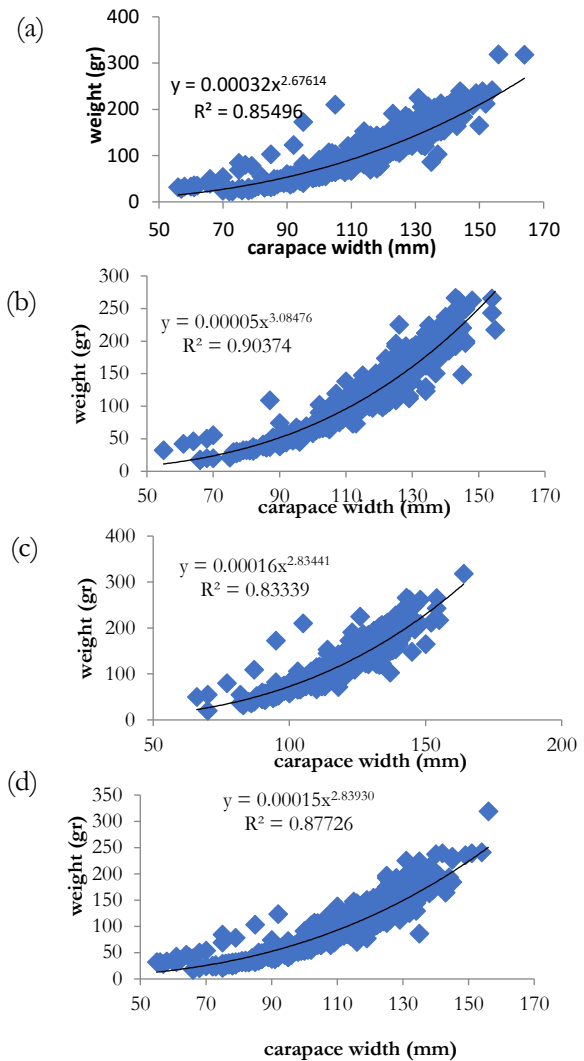 (a)
400
300
200
100
0
weight (gr)
y = 0.00032x^2.67614
R² = 0.85496
50 70 90 110 130 150 170
carapace width (mm)
(b)
300
250
200
150
100
50
0
weight (gr)
y = 0.00005x^3.08476
R² = 0.90374
50 70 90 110 130 150 170
carapace width (mm)
(c)
400
300
200
100
0
weight (gr)
y = 0.00016x^2.83441
R² = 0.83339
50 100 150 200
carapace width (mm)
(d)
350
300
250
200
150
100
50
0
weight (gr)
y = 0.00015x^2.83930
R² = 0.87726
50 70 90 110 130 150 170
carapace width (mm)